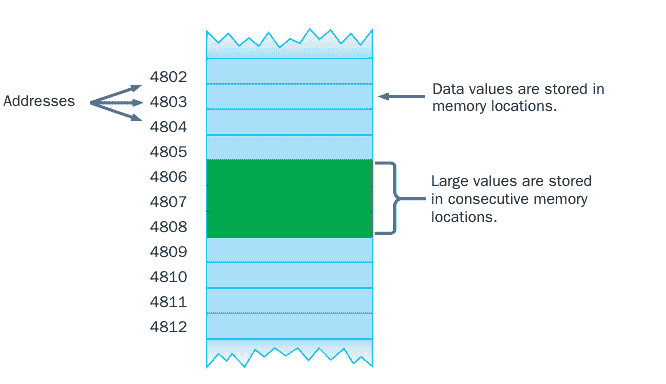 4802
Addresses
4803
4804
4805
4806
4807
4808
4809
4810
4811
4812
Data values are stored in
memory locations.
Large values are stored
in consecutive memory
locations.